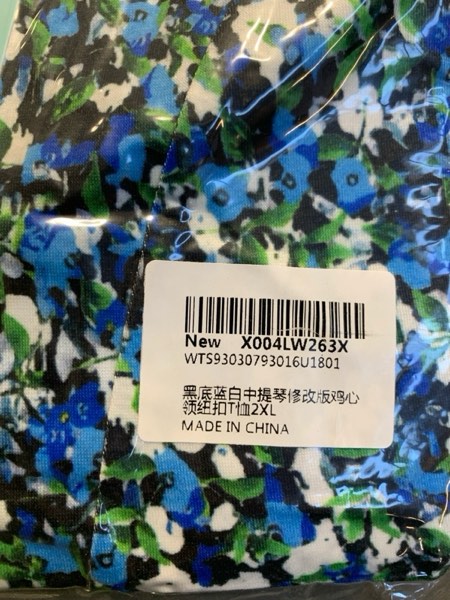 New X004LW263X
WTS93030793016U1801
黑底蓝白中提琴修改版鸡心
领纽扣T恤2XL
MADE IN CHINA